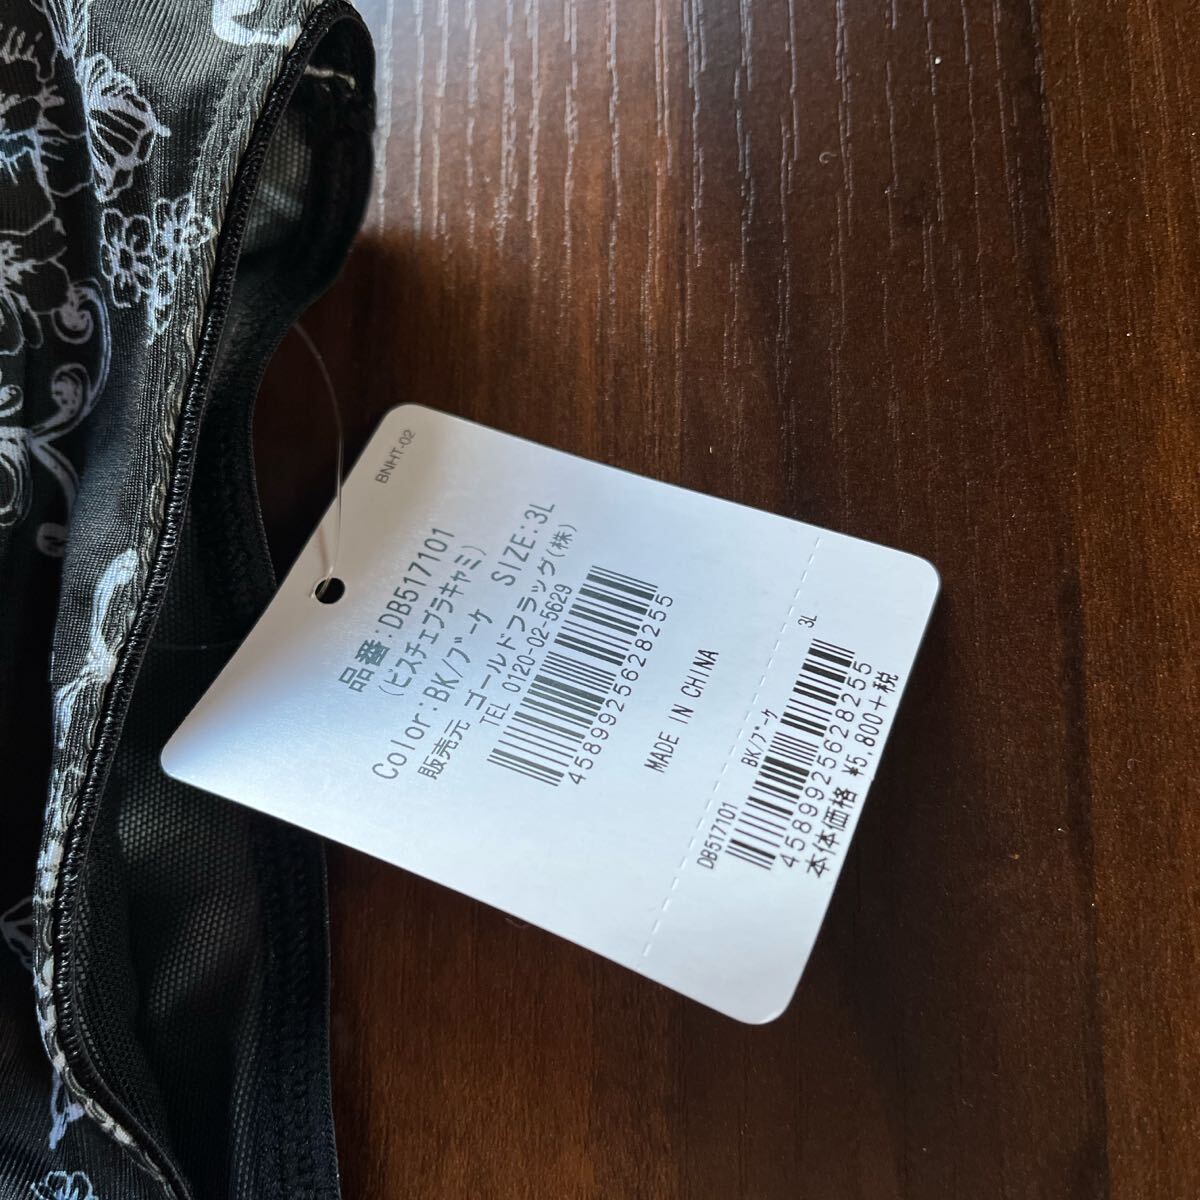 BNHT-02
品番:DB517101
(ビスチェブラキャミ)
Color:BK/ブーケ SIZE:3L
販売元 ゴールドフラッグ(株)
TEL 0120-02-5629
4589925628255
MADE IN CHINA
DB517101 BK/ブーケ 3L
4589925628255
本体価格 ¥5,800+税